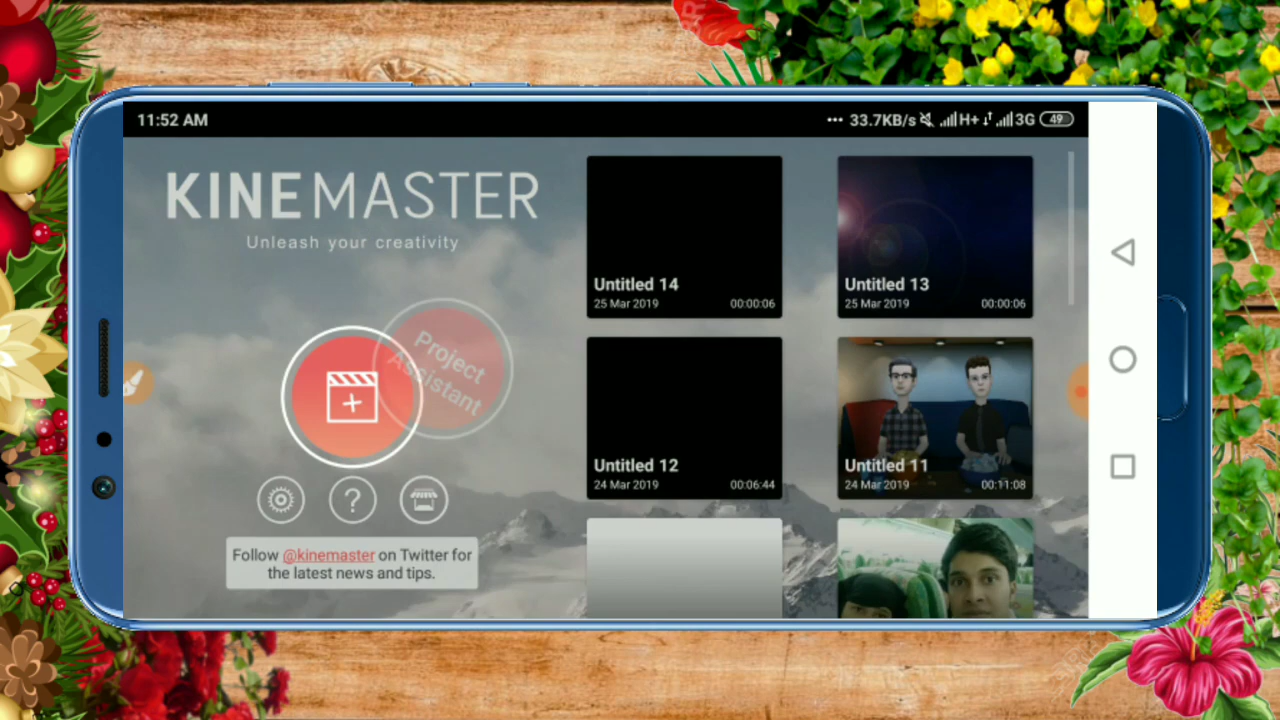 11:52 AM
••• 33.7KB/s H+ 3G 49
KINEMASTER
Unleash your creativity
Project
Assistant
Follow @kinemaster on Twitter for
the latest news and tips.
Untitled 14
25 Mar 2019 00:00:06
Untitled 13
25 Mar 2019 00:00:06
Untitled 12
24 Mar 2019 00:06:44
Untitled 11
24 Mar 2019 00:11:08